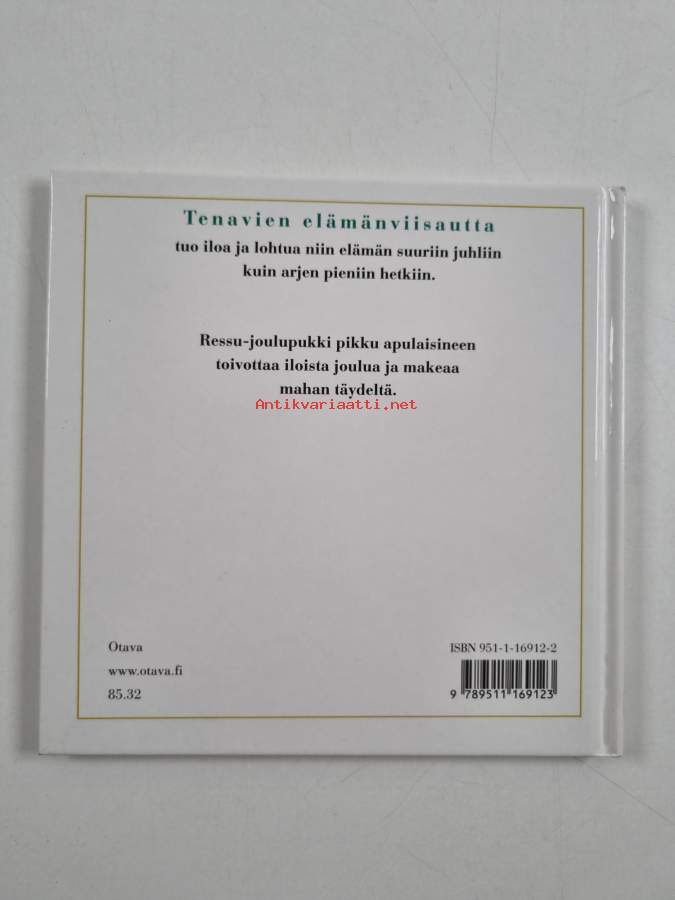 Tenavien elämänviisautta
tuo iloa ja lohtua niin elämän suuriin juhliin
kuin arjen pieniin hetkiin.
Ressu-joulupukki pikku apulaisineen
toivottaa iloista joulua ja makeaa
mahan täydeltä.
Antikvariaatti.net
Otava
www.otava.fi
85.32
ISBN 951-1-16912-2
9 789511 169123